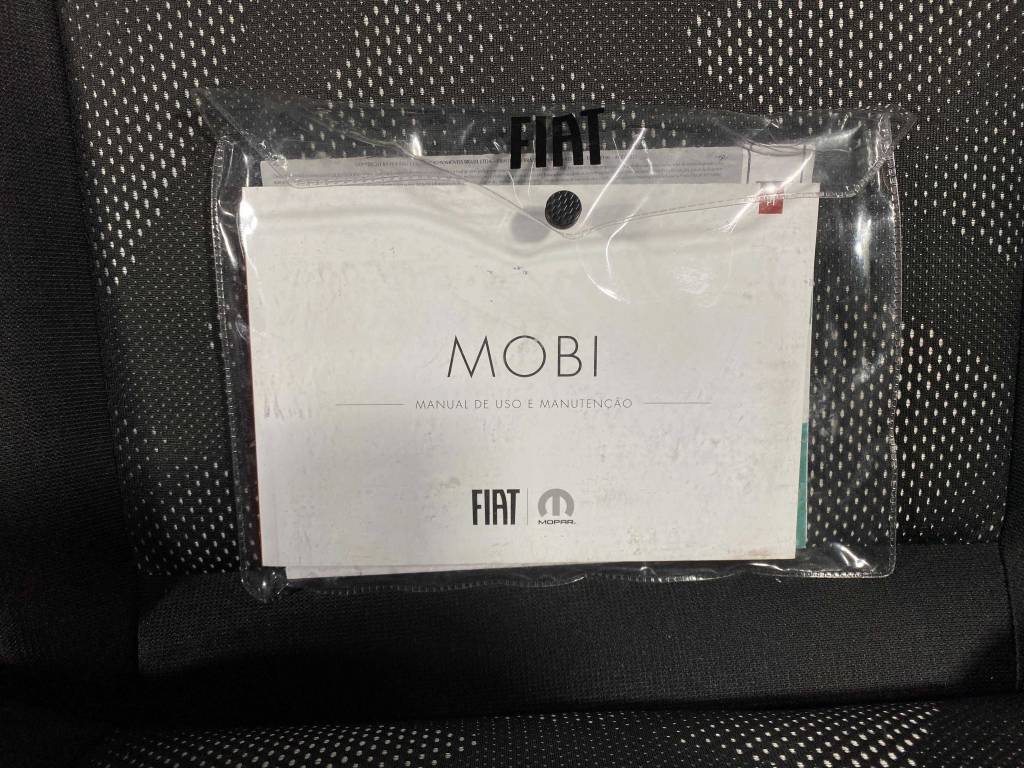 FIAT
MOBI
MANUAL DE USO E MANUTENÇÃO
FIAT
MOPAR.